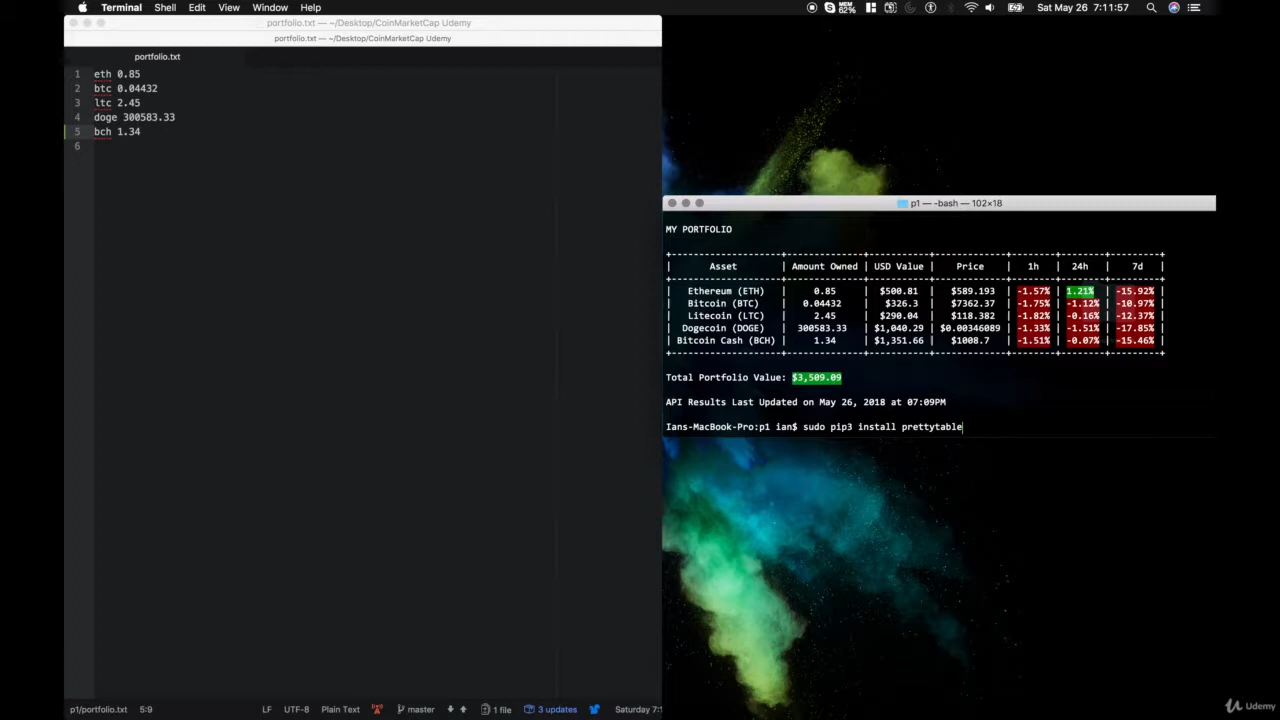 Terminal Shell Edit View Window Help
Sat May 26 7:11:57
portfolio.txt — ~/Desktop/CoinMarketCap Udemy
portfolio.txt — ~/Desktop/CoinMarketCap Udemy
portfolio.txt
1 eth 0.85
2 btc 0.04432
3 ltc 2.45
4 doge 300583.33
5 bch 1.34
6
p1 — -bash — 102×18
MY PORTFOLIO
+----------------+--------------+------------+-------------+--------+--------+---------+
| Asset | Amount Owned | USD Value | Price | 1h | 24h | 7d |
| Ethereum (ETH) | 0.85 | $500.81 | $589.193 | -1.57% | 1.21% | -15.92% |
| Bitcoin (BTC) | 0.04432 | $326.3 | $7362.37 | -1.75% | -1.12% | -10.97% |
| Litecoin (LTC) | 2.45 | $290.04 | $118.382 | -1.82% | -0.16% | -12.37% |
| Dogecoin (DOGE) | 300583.33 | $1,040.29 | $0.00346089 | -1.33% | -1.51% | -17.85% |
| Bitcoin Cash (BCH) | 1.34 | $1,351.66 | $1008.7 | -1.51% | -0.07% | -15.46% |
Total Portfolio Value: $3,509.09
API Results Last Updated on May 26, 2018 at 07:09PM
Ians-MacBook-Pro:p1 ian$ sudo pip3 install prettytable
p1/portfolio.txt 5:9 LF UTF-8 Plain Text master 1 file 3 updates Saturday 7:1
Udemy